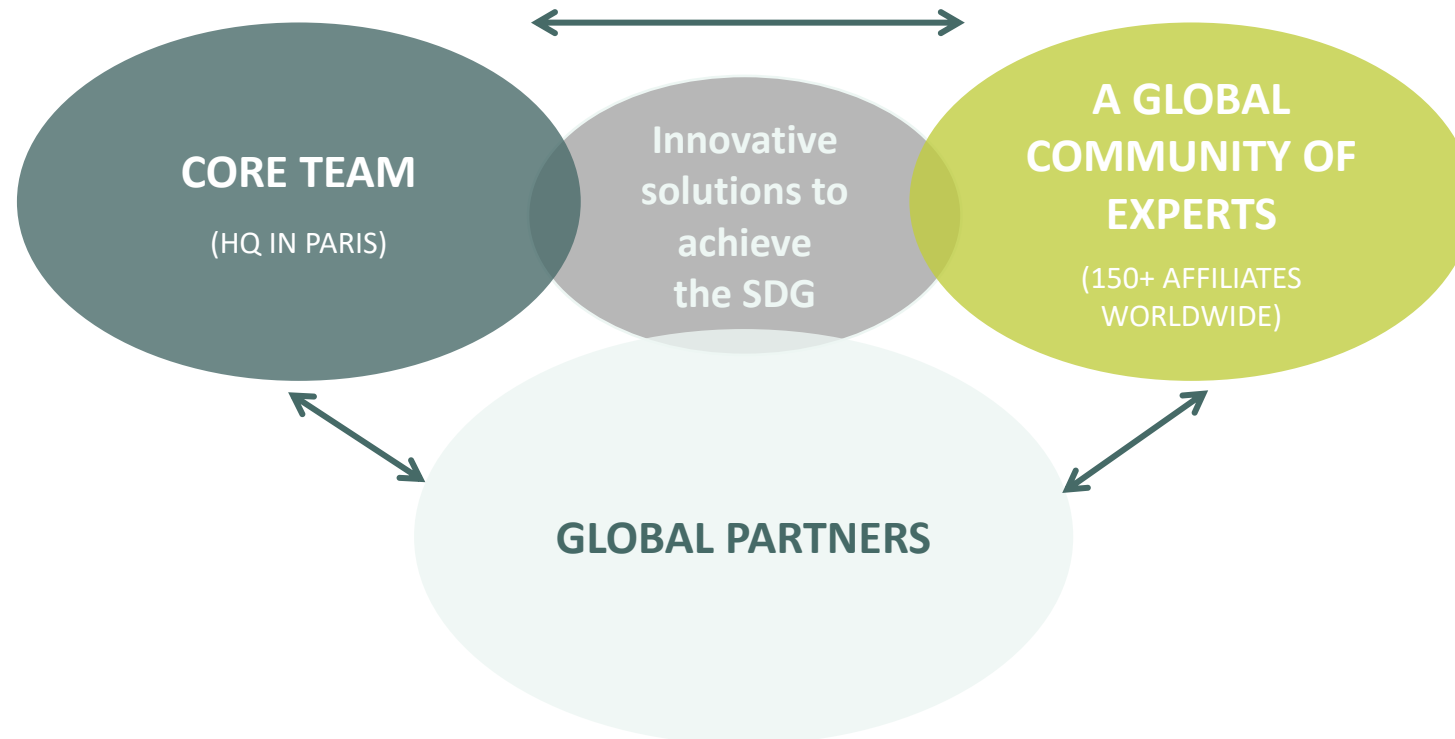 CORE TEAM
(HQ IN PARIS)
Innovative
solutions to
achieve
the SDG
A GLOBAL
COMMUNITY OF
EXPERTS
(150+ AFFILIATES
WORLDWIDE)
GLOBAL PARTNERS